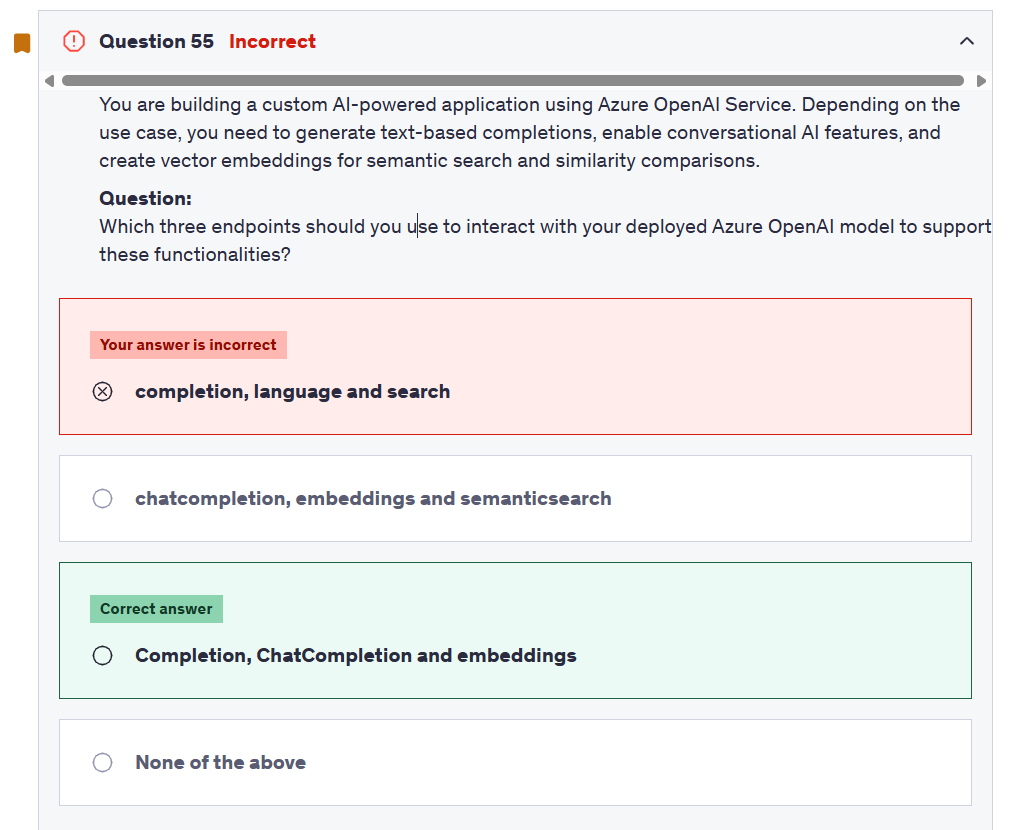 Question 55 Incorrect
You are building a custom AI-powered application using Azure OpenAI Service. Depending on the
use case, you need to generate text-based completions, enable conversational AI features, and
create vector embeddings for semantic search and similarity comparisons.
Question:
Which three endpoints should you use to interact with your deployed Azure OpenAI model to support
these functionalities?
Your answer is incorrect
completion, language and search
chatcompletion, embeddings and semanticsearch
Correct answer
Completion, ChatCompletion and embeddings
None of the above